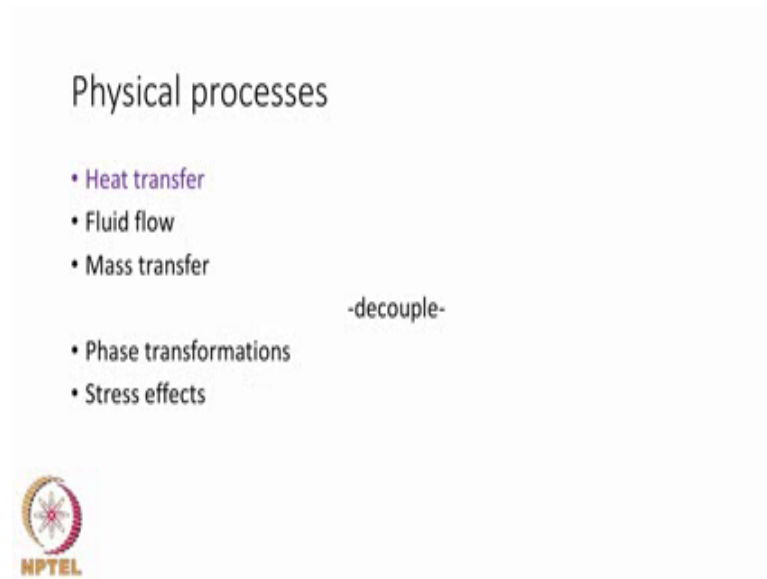 Physical processes
• Heat transfer
• Fluid flow
• Mass transfer
-decouple-
• Phase transformations
• Stress effects
NPTEL